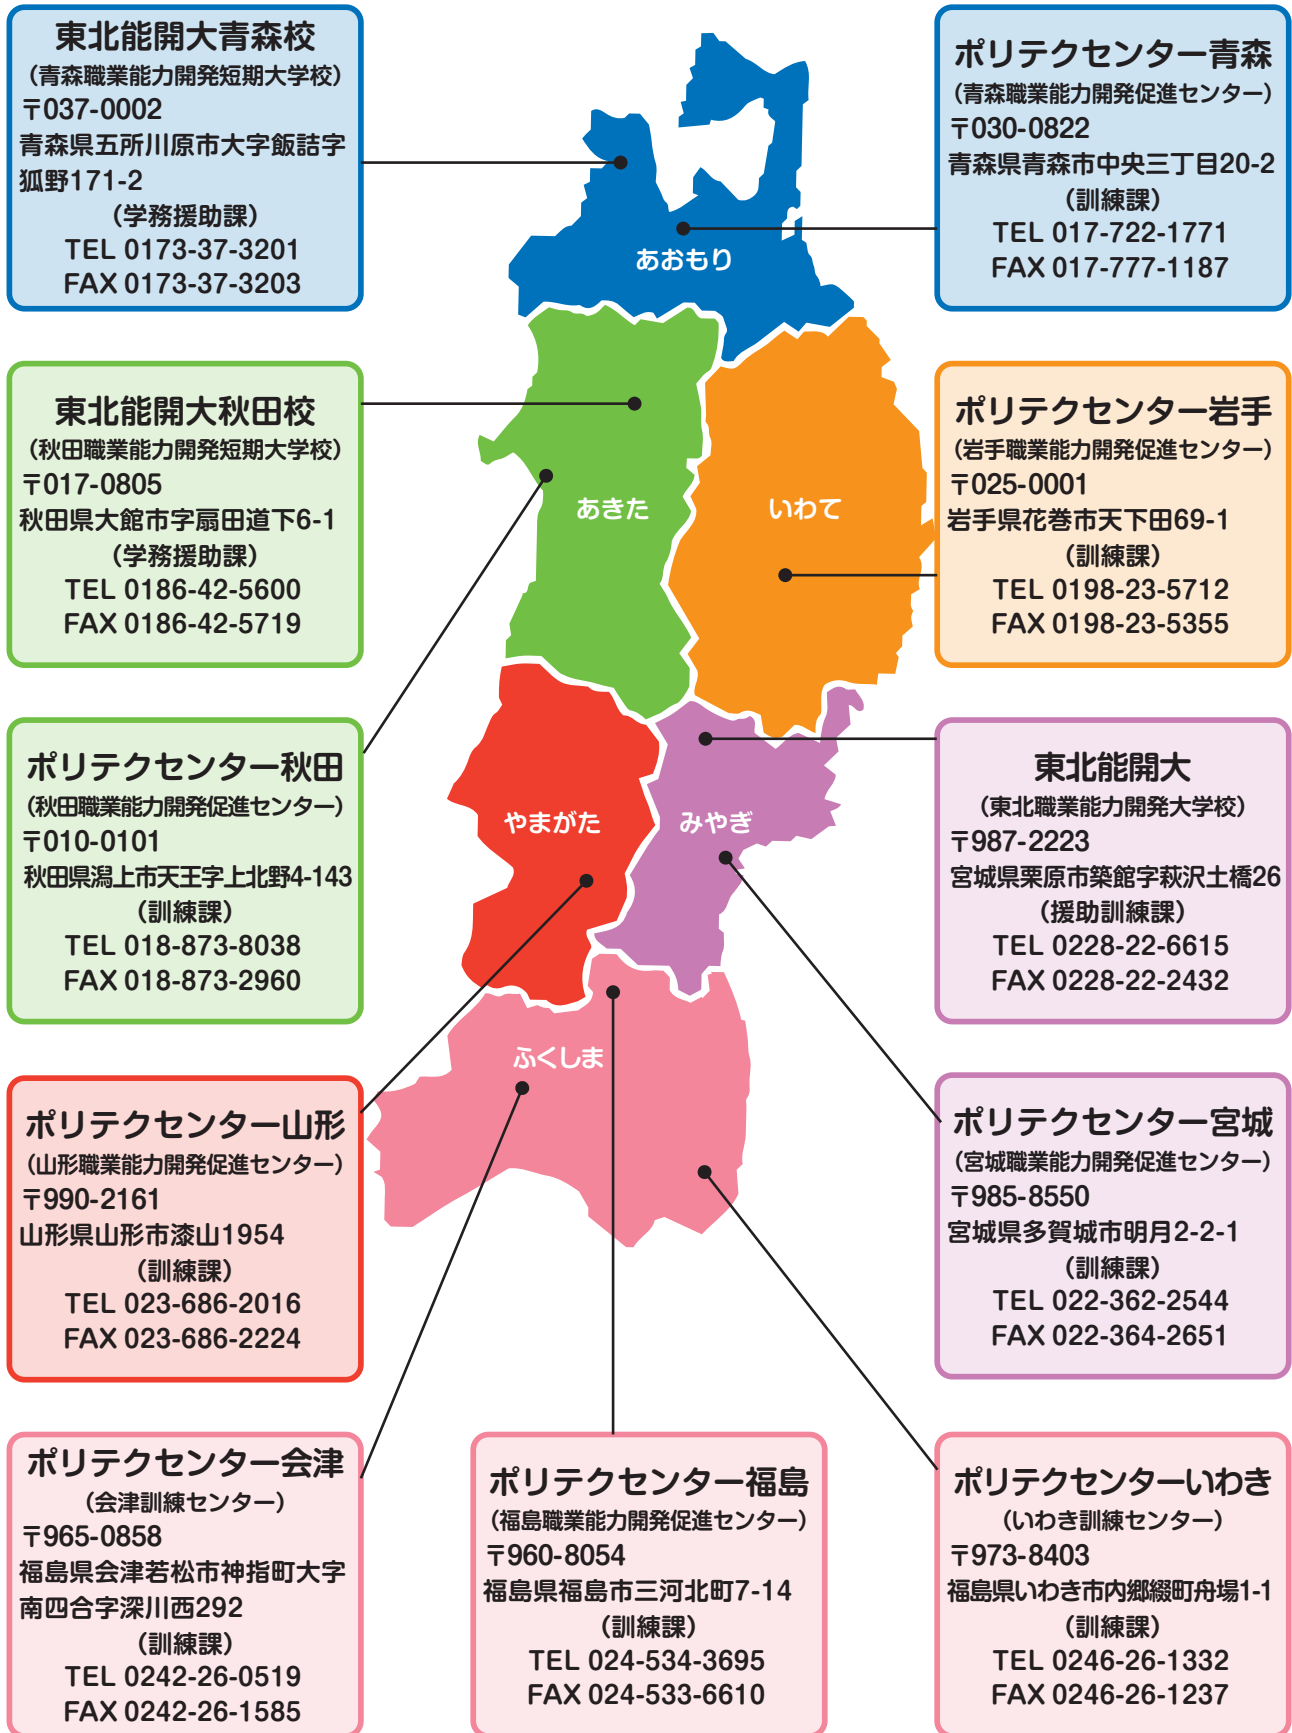 東北能開大青森校
（青森職業能力開発短期大学校）
〒037-0002
青森県五所川原市大字飯詰字
狐野171-2
（学務援助課）
TEL 0173-37-3201
FAX 0173-37-3203
ポリテクセンター青森
（青森職業能力開発促進センター）
〒030-0822
青森県青森市中央三丁目20-2
（訓練課）
TEL 017-722-1771
FAX 017-777-1187
あおもり
東北能開大秋田校
（秋田職業能力開発短期大学校）
〒017-0805
秋田県大館市字扇田道下6-1
（学務援助課）
TEL 0186-42-5600
FAX 0186-42-5719
あきた
いわて
ポリテクセンター岩手
（岩手職業能力開発促進センター）
〒025-0001
岩手県花巻市天下田69-1
（訓練課）
TEL 0198-23-5712
FAX 0198-23-5355
ポリテクセンター秋田
（秋田職業能力開発促進センター）
〒010-0101
秋田県潟上市天王字上北野4-143
（訓練課）
TEL 018-873-8038
FAX 018-873-2960
やまがた
みやぎ
東北能開大
（東北職業能力開発大学校）
〒987-2223
宮城県栗原市築館字萩沢土橋26
（援助訓練課）
TEL 0228-22-6615
FAX 0228-22-2432
ふくしま
ポリテクセンター山形
（山形職業能力開発促進センター）
〒990-2161
山形県山形市漆山1954
（訓練課）
TEL 023-686-2016
FAX 023-686-2224
ポリテクセンター宮城
（宮城職業能力開発促進センター）
〒985-8550
宮城県多賀城市明月2-2-1
（訓練課）
TEL 022-362-2544
FAX 022-364-2651
ポリテクセンター会津
（会津訓練センター）
〒965-0858
福島県会津若松市神指町大字
南四合字深川西292
（訓練課）
TEL 0242-26-0519
FAX 0242-26-1585
ポリテクセンター福島
（福島職業能力開発促進センター）
〒960-8054
福島県福島市三河北町7-14
（訓練課）
TEL 024-534-3695
FAX 024-533-6610
ポリテクセンターいわき
（いわき訓練センター）
〒973-8403
福島県いわき市内郷綴町舟場1-1
（訓練課）
TEL 0246-26-1332
FAX 0246-26-1237